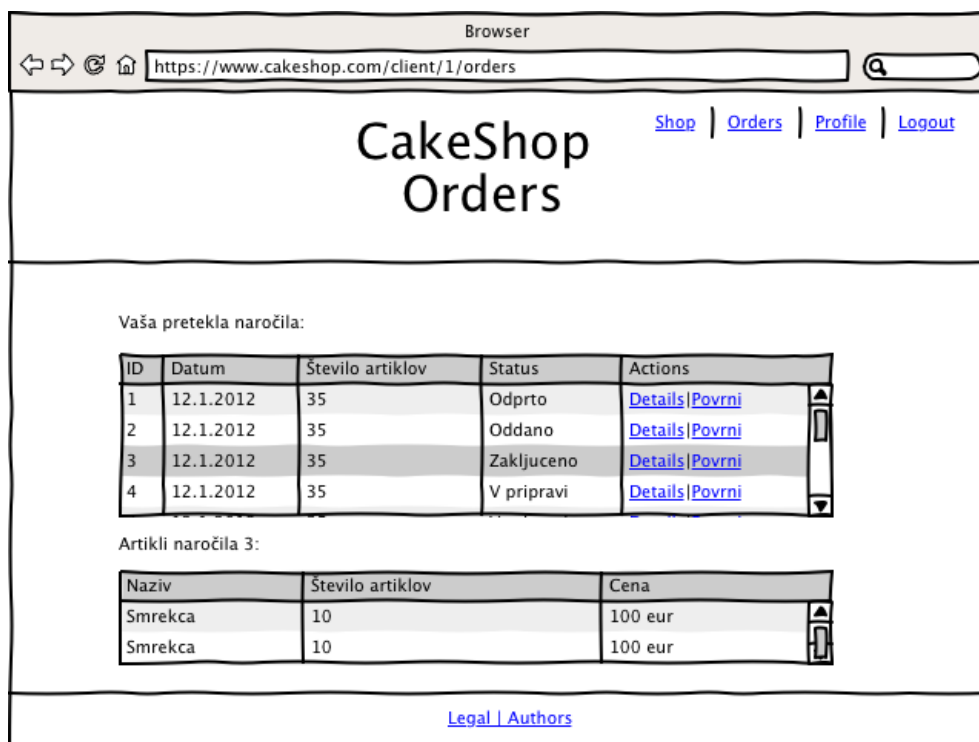 Browser
https://www.cakeshop.com/client/1/orders
Shop | Orders | Profile | Logout
CakeShop
Orders
Vaša pretekla naročila:
ID Datum Število artiklov Status Actions
1 12.1.2012 35 Odprto Details|Povrni
2 12.1.2012 35 Oddano Details|Povrni
3 12.1.2012 35 Zakljuceno Details|Povrni
4 12.1.2012 35 V pripravi Details|Povrni
Artikli naročila 3:
Naziv Število artiklov Cena
Smrekca 10 100 eur
Smrekca 10 100 eur
Legal | Authors